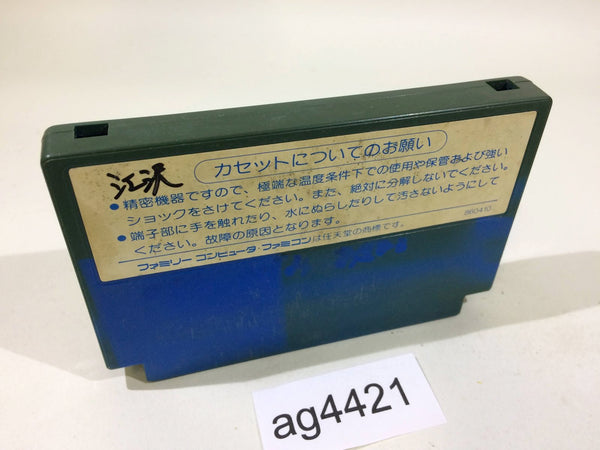 江沢
カセットについてのお願い
●精密機器ですので、極端な温度条件下での使用や保管および強い
ショックをさけてください。また、絶対に分解しないでください。
●端子部に手を触れたり、水にぬらしたりして汚さないようにして
ください。故障の原因となります。
860410
ファミリー コンピュータ・ファミコンは任天堂の商標です。
ag4421